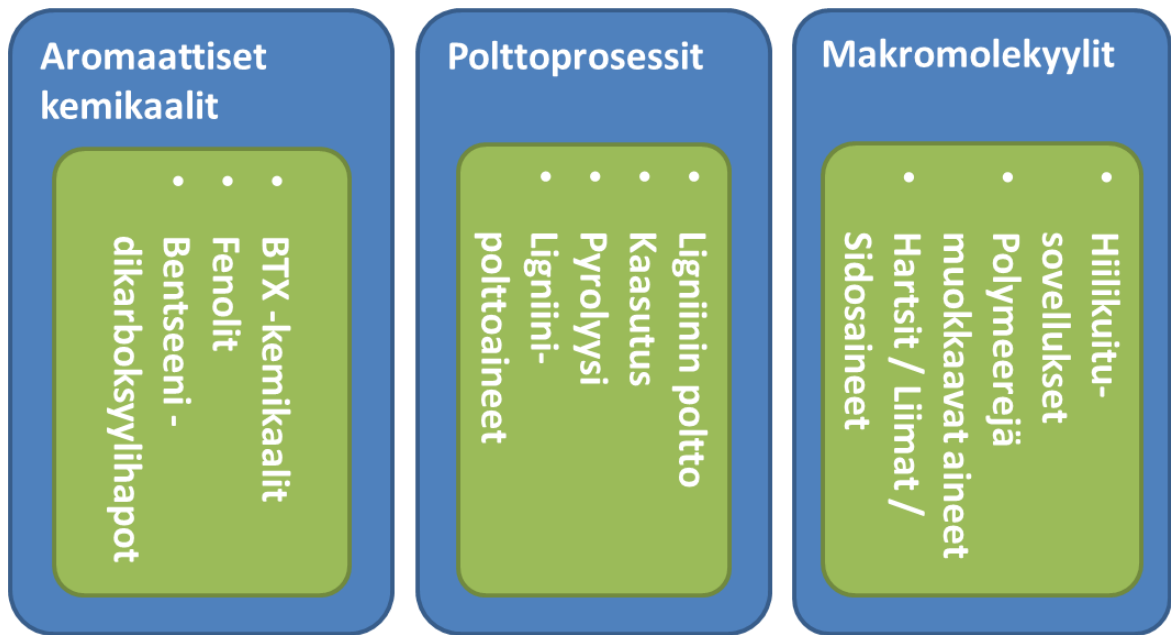 Aromaattiset
kemikaalit
• BTX -kemikaalit
• Fenolit
• Bentseeni -
dikarboksyylihapot
Polttoprosessit
• Ligniinin poltto
• Kaasutus
• Pyrolyysi
• Ligniini-
polttoaineet
Makromolekyylit
• Hiilikuitu-
sovellukset
• Polymeerejä
muokkaavat aineet
• Hartsit / Liimat /
Sidosaineet